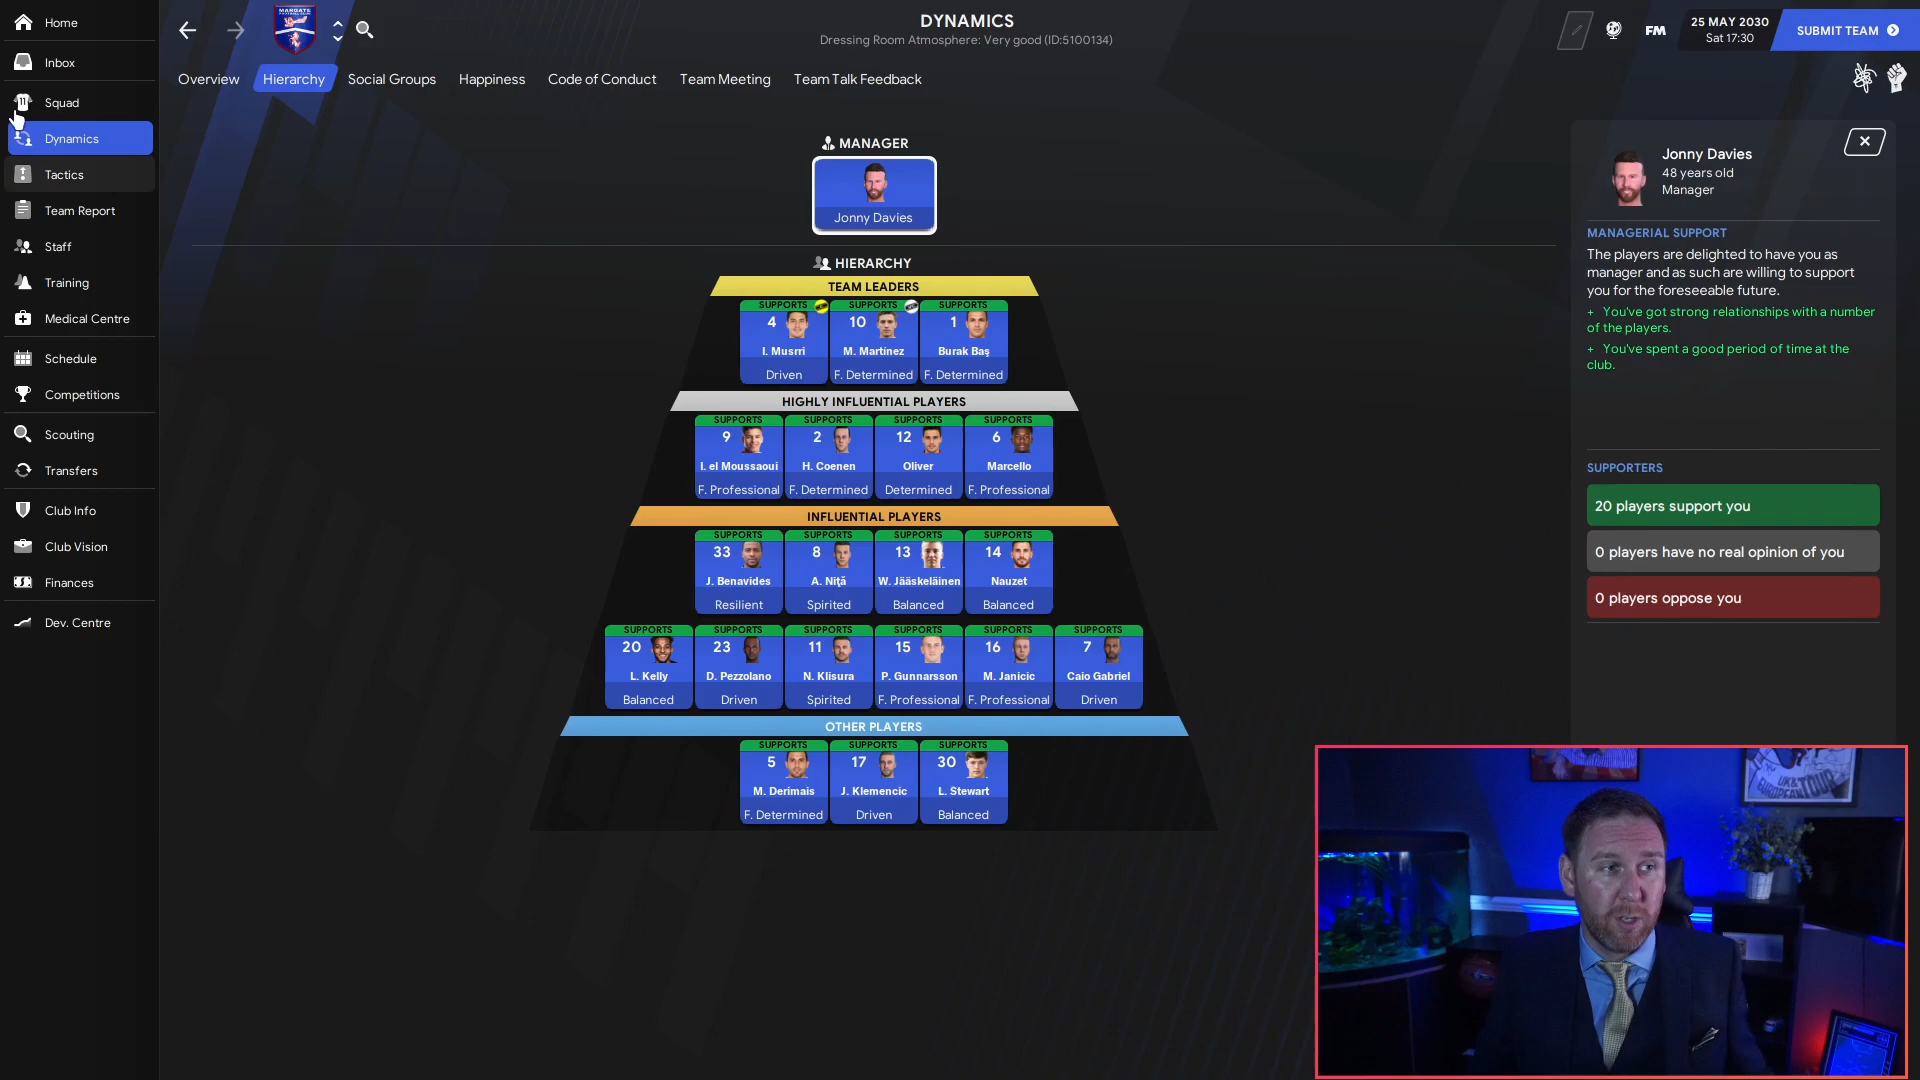 Home
Inbox
Squad
Dynamics
Tactics
Team Report
Staff
Training
Medical Centre
Schedule
Competitions
Scouting
Transfers
Club Info
Club Vision
Finances
Dev. Centre
MARGATE
DYNAMICS
Dressing Room Atmosphere: Very good (ID:5100134)
FM
25 MAY 2030
Sat 17:30
SUBMIT TEAM
Overview
Hierarchy
Social Groups
Happiness
Code of Conduct
Team Meeting
Team Talk Feedback
MANAGER
Jonny Davies
HIERARCHY
TEAM LEADERS
SUPPORTS SUPPORTS SUPPORTS
4 10 1
I. Musrri M. Martínez Burak Baş
Driven F. Determined F. Determined
HIGHLY INFLUENTIAL PLAYERS
SUPPORTS SUPPORTS SUPPORTS SUPPORTS
9 2 12 6
I. el Moussaoui H. Coenen Oliver Marcello
F. Professional F. Determined Determined F. Professional
INFLUENTIAL PLAYERS
SUPPORTS SUPPORTS SUPPORTS SUPPORTS
33 8 13 14
J. Benavides A. Niţă W. Jääskeläinen Nauzet
Resilient Spirited Balanced Balanced
SUPPORTS SUPPORTS SUPPORTS SUPPORTS SUPPORTS SUPPORTS
20 23 11 15 16 7
L. Kelly D. Pezzolano N. Klisura P. Gunnarsson M. Janicic Caio Gabriel
Balanced Driven Spirited F. Professional F. Professional Driven
OTHER PLAYERS
SUPPORTS SUPPORTS SUPPORTS
5 17 30
M. Derimais J. Klemencic L. Stewart
F. Determined Driven Balanced
Jonny Davies
48 years old
Manager
MANAGERIAL SUPPORT
The players are delighted to have you as
manager and as such are willing to support
you for the foreseeable future.
+ You've got strong relationships with a number
of the players.
+ You've spent a good period of time at the
club.
SUPPORTERS
20 players support you
0 players have no real opinion of you
0 players oppose you
UK&
EUROPEAN TOUR